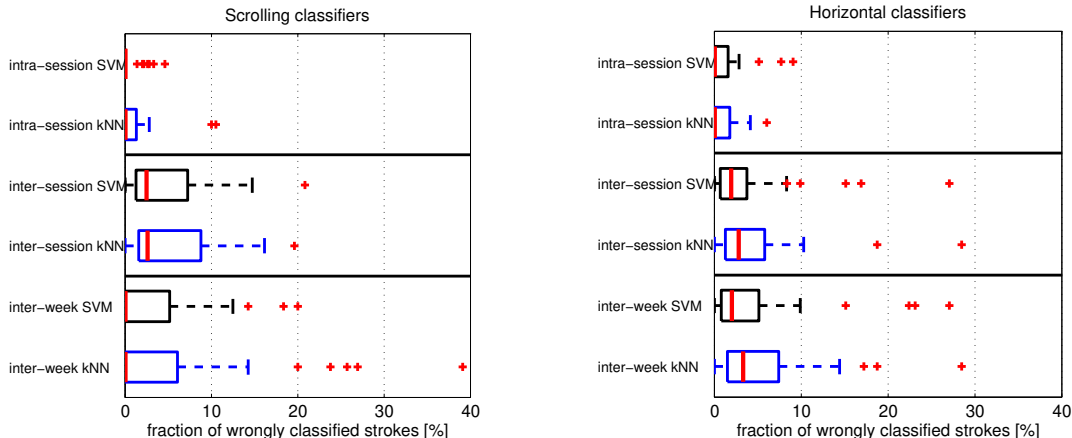 Scrolling classifiers
intra−session SVM
intra−session kNN
inter−session SVM
inter−session kNN
inter−week SVM
inter−week kNN
0 10 20 30 40
fraction of wrongly classified strokes [%]
Horizontal classifiers
intra−session SVM
intra−session kNN
inter−session SVM
inter−session kNN
inter−week SVM
inter−week kNN
0 10 20 30 40
fraction of wrongly classified strokes [%]